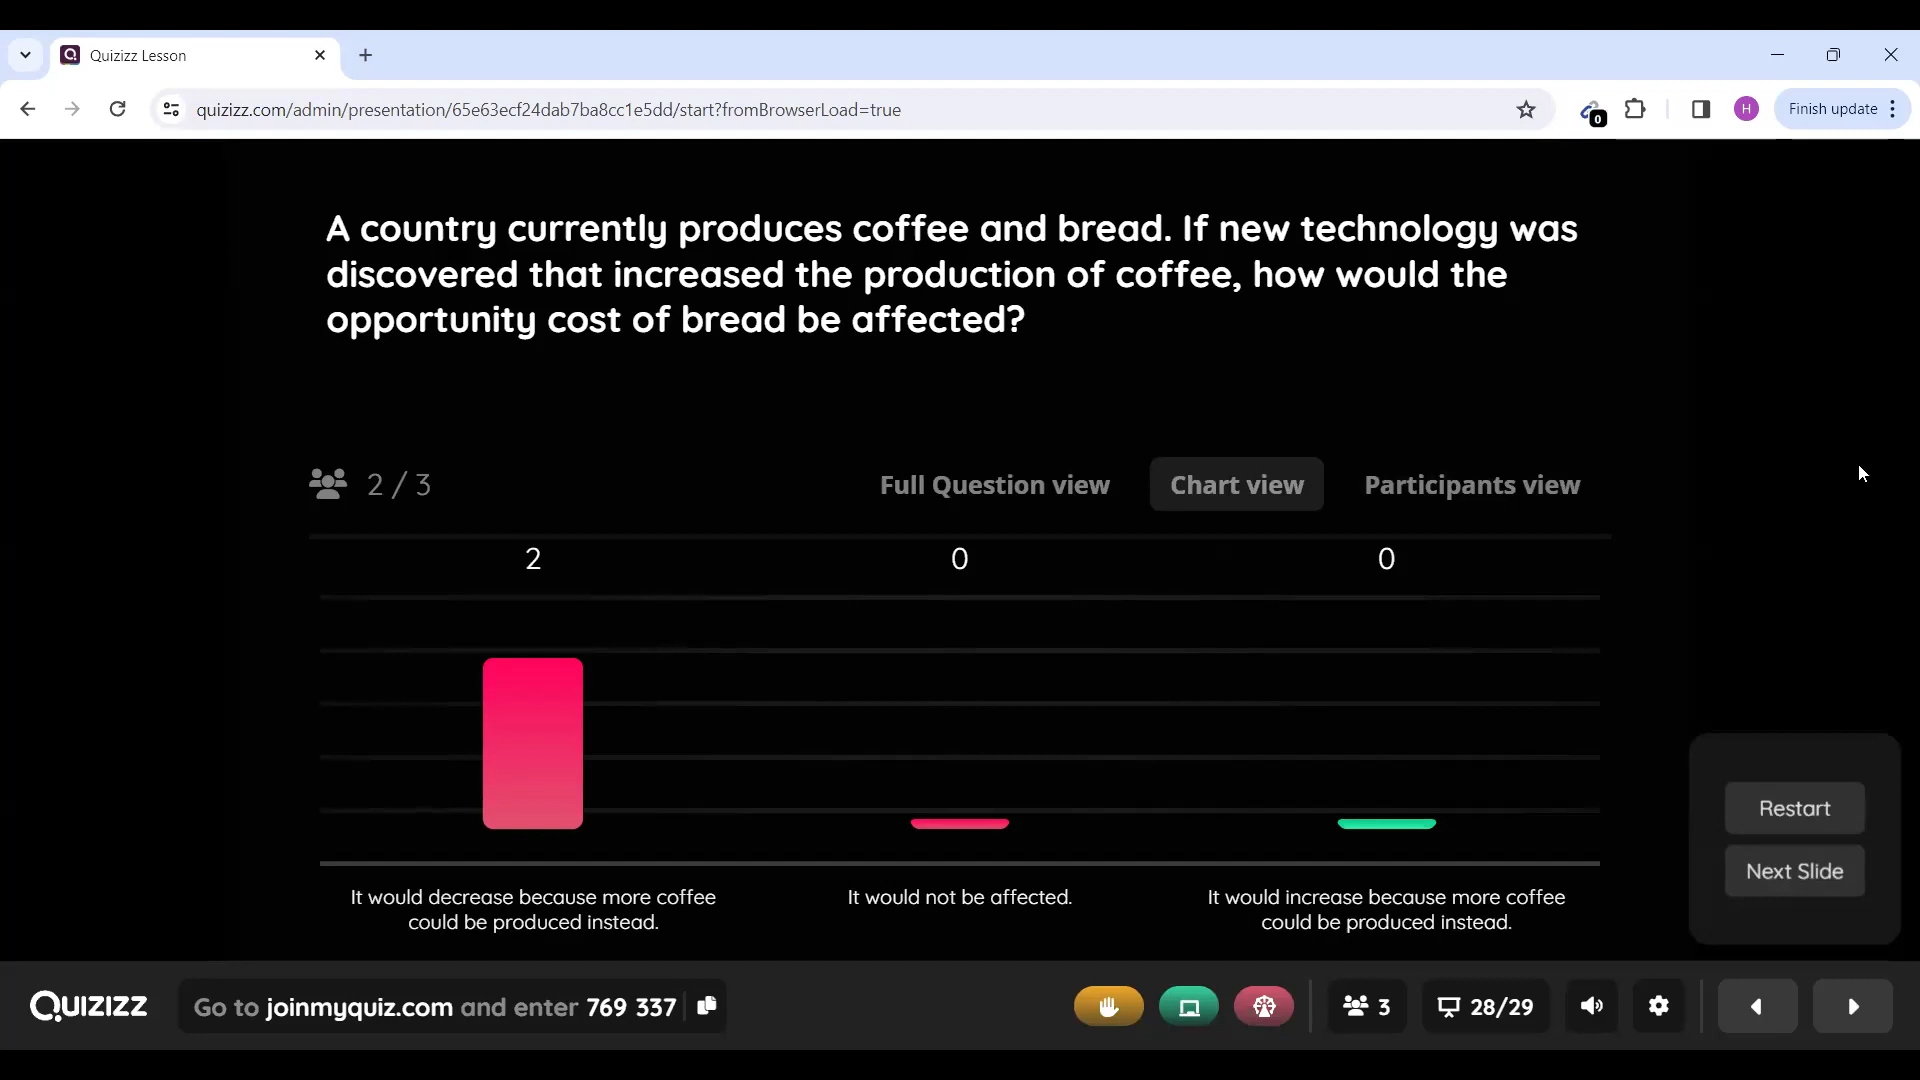 Quizizz Lesson
quizizz.com/admin/presentation/65e63ecf24dab7ba8cc1e5dd/start?fromBrowserLoad=true
0
H
Finish update
A country currently produces coffee and bread. If new technology was
discovered that increased the production of coffee, how would the
opportunity cost of bread be affected?
2 / 3
Full Question view
Chart view
Participants view
2
0
0
It would decrease because more coffee
could be produced instead.
It would not be affected.
It would increase because more coffee
could be produced instead.
Restart
Next Slide
QUIZIZZ
Go to joinmyquiz.com and enter 769 337
3
28/29